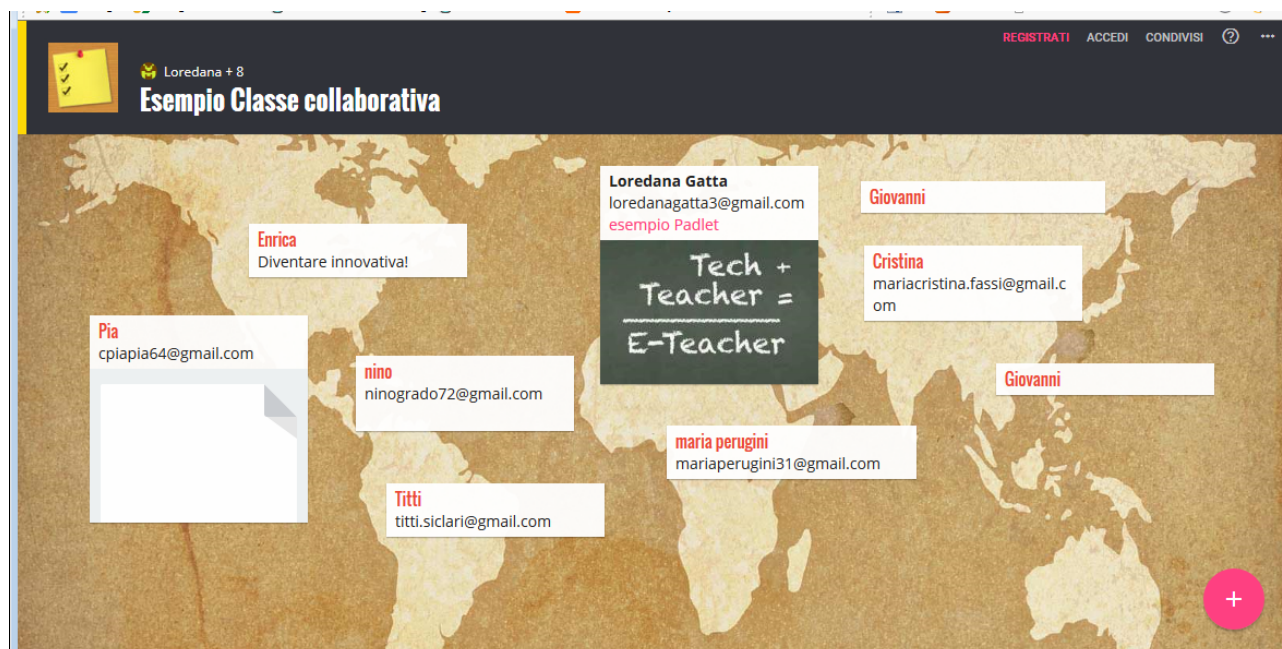 REGISTRATI ACCEDI CONDIVISI
Loredana + 8
Esempio Classe collaborativa
Loredana Gatta
loredanagatta3@gmail.com
esempio Padlet
Tech +
Teacher =
E-Teacher
Giovanni
Enrica
Diventare innovativa!
Cristina
mariacristina.fassi@gmail.c
om
Pia
cpiapia64@gmail.com
nino
ninogrado72@gmail.com
Giovanni
maria perugini
mariaperugini31@gmail.com
Titti
titti.siclari@gmail.com